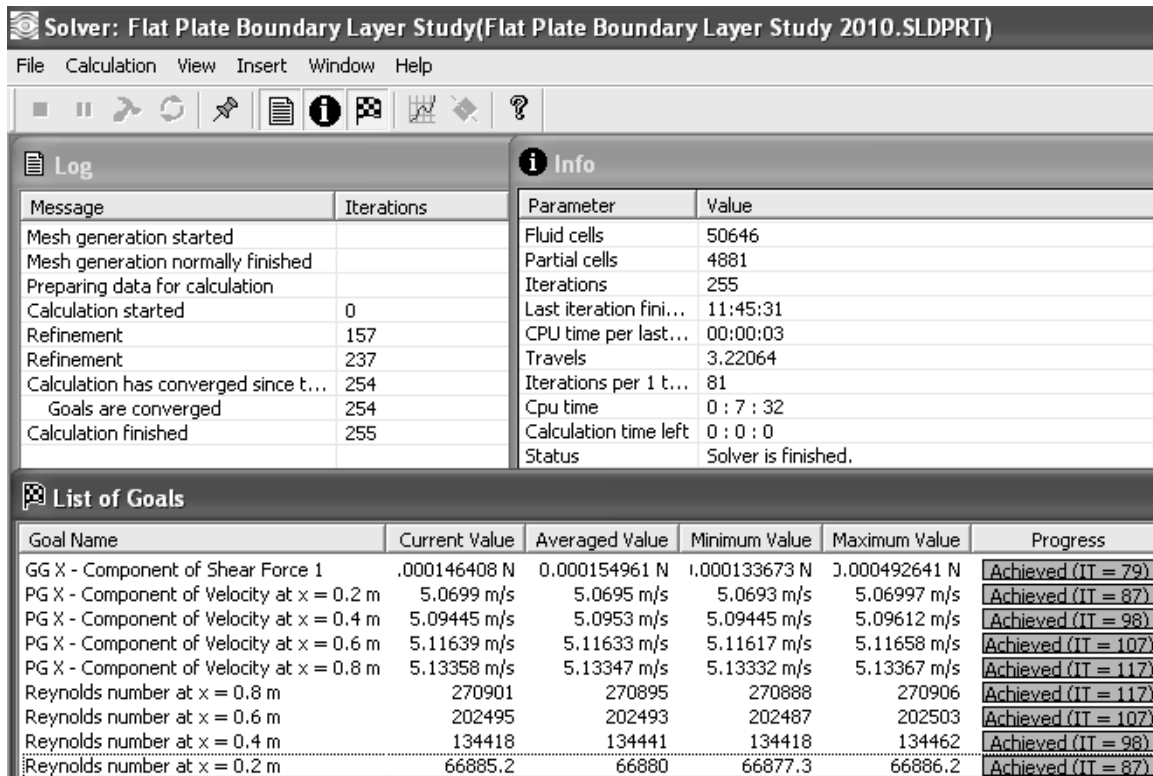 Solver: Flat Plate Boundary Layer Study(Flat Plate Boundary Layer Study 2010.SLDPRT)
File Calculation View Insert Window Help
Log
Message Iterations
Mesh generation started
Mesh generation normally finished
Preparing data for calculation
Calculation started 0
Refinement 157
Refinement 237
Calculation has converged since t... 254
Goals are converged 254
Calculation finished 255
Info
Parameter Value
Fluid cells 50646
Partial cells 4881
Iterations 255
Last iteration fini... 11:45:31
CPU time per last... 00:00:03
Travels 3.22064
Iterations per 1 t... 81
Cpu time 0 : 7 : 32
Calculation time left 0 : 0 : 0
Status Solver is finished.
List of Goals
Goal Name Current Value Averaged Value Minimum Value Maximum Value Progress
GG X - Component of Shear Force 1 .000146408 N 0.000154961 N .000133673 N .000492641 N Achieved (IT = 79)
PG X - Component of Velocity at x = 0.2 m 5.0699 m/s 5.0695 m/s 5.0693 m/s 5.06997 m/s Achieved (IT = 87)
PG X - Component of Velocity at x = 0.4 m 5.09445 m/s 5.0953 m/s 5.09445 m/s 5.09612 m/s Achieved (IT = 98)
PG X - Component of Velocity at x = 0.6 m 5.11639 m/s 5.11633 m/s 5.11617 m/s 5.11658 m/s Achieved (IT = 107)
PG X - Component of Velocity at x = 0.8 m 5.13358 m/s 5.13347 m/s 5.13332 m/s 5.13367 m/s Achieved (IT = 117)
Reynolds number at x = 0.8 m 270901 270895 270888 270906 Achieved (IT = 117)
Reynolds number at x = 0.6 m 202495 202493 202487 202503 Achieved (IT = 107)
Reynolds number at x = 0.4 m 134418 134441 134418 134462 Achieved (IT = 98)
Reynolds number at x = 0.2 m 66885.2 66880 66877.3 66886.2 Achieved (IT = 87)